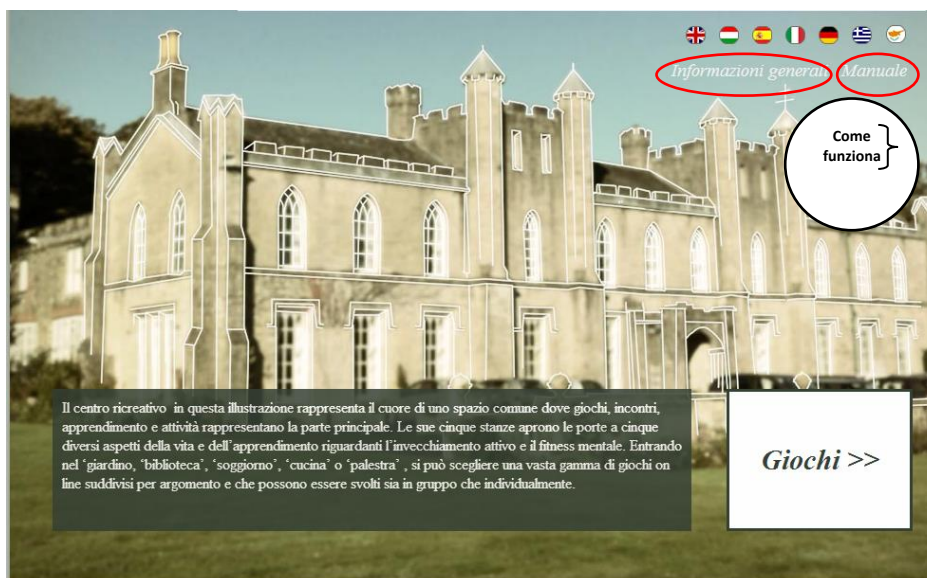 Informazioni generali Manuale
Come
funziona
Il centro ricreativo in questa illustrazione rappresenta il cuore di uno spazio comune dove giochi, incontri,
apprendimento e attività rappresentano la parte principale. Le sue cinque stanze aprono le porte a cinque
diversi aspetti della vita e dell’apprendimento riguardanti l’invecchiamento attivo e il fitness mentale. Entrando
nel ‘giardino, ‘biblioteca’, ‘soggiorno’, ‘cucina’ o ‘palestra’ , si può scegliere una vasta gamma di giochi on
line suddivisi per argomento e che possono essere svolti sia in gruppo che individualmente.
Giochi >>